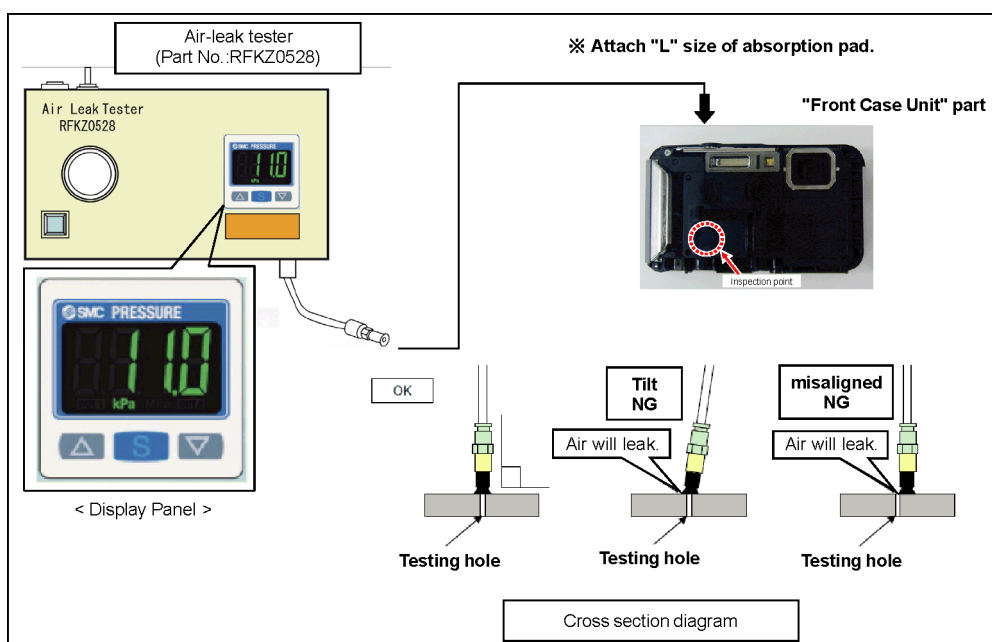 Air-leak tester
(Part No.:RFKZ0528)
※ Attach "L" size of absorption pad.
Air Leak Tester
RFKZ0528
"Front Case Unit" part
SMC PRESSURE
11.0
kPa
S
Inspection point
SMC PRESSURE
11.0
kPa
S
< Display Panel >
OK
Tilt
NG
misaligned
NG
Air will leak.
Air will leak.
Testing hole
Testing hole
Testing hole
Cross section diagram